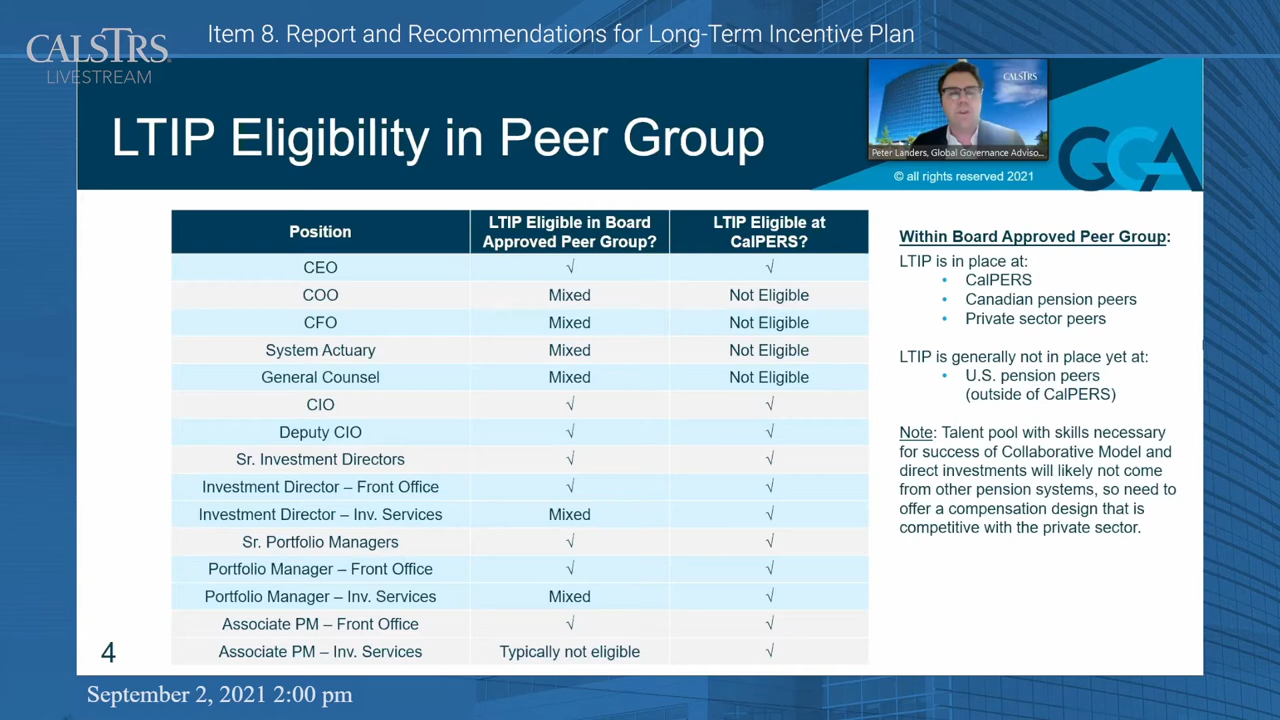 Item 8. Report and Recommendations for Long-Term Incentive Plan
CALSTRS
LIVESTREAM
LTIP Eligibility in Peer Group
CALSTRS
Peter Landers, Global Governance Adviso...
© all rights reserved 2021
GGA
Position | LTIP Eligible in Board Approved Peer Group? | LTIP Eligible at CalPERS?
CEO √ √
COO Mixed Not Eligible
CFO Mixed Not Eligible
System Actuary Mixed Not Eligible
General Counsel Mixed Not Eligible
CIO √ √
Deputy CIO √ √
Sr. Investment Directors √ √
Investment Director – Front Office √ √
Investment Director – Inv. Services Mixed √
Sr. Portfolio Managers √ √
Portfolio Manager – Front Office √ √
Portfolio Manager – Inv. Services Mixed √
Associate PM – Front Office √ √
Associate PM – Inv. Services Typically not eligible √
Within Board Approved Peer Group:
LTIP is in place at:
• CalPERS
• Canadian pension peers
• Private sector peers
LTIP is generally not in place yet at:
• U.S. pension peers
(outside of CalPERS)
Note: Talent pool with skills necessary
for success of Collaborative Model and
direct investments will likely not come
from other pension systems, so need to
offer a compensation design that is
competitive with the private sector.
4
September 2, 2021 2:00 pm